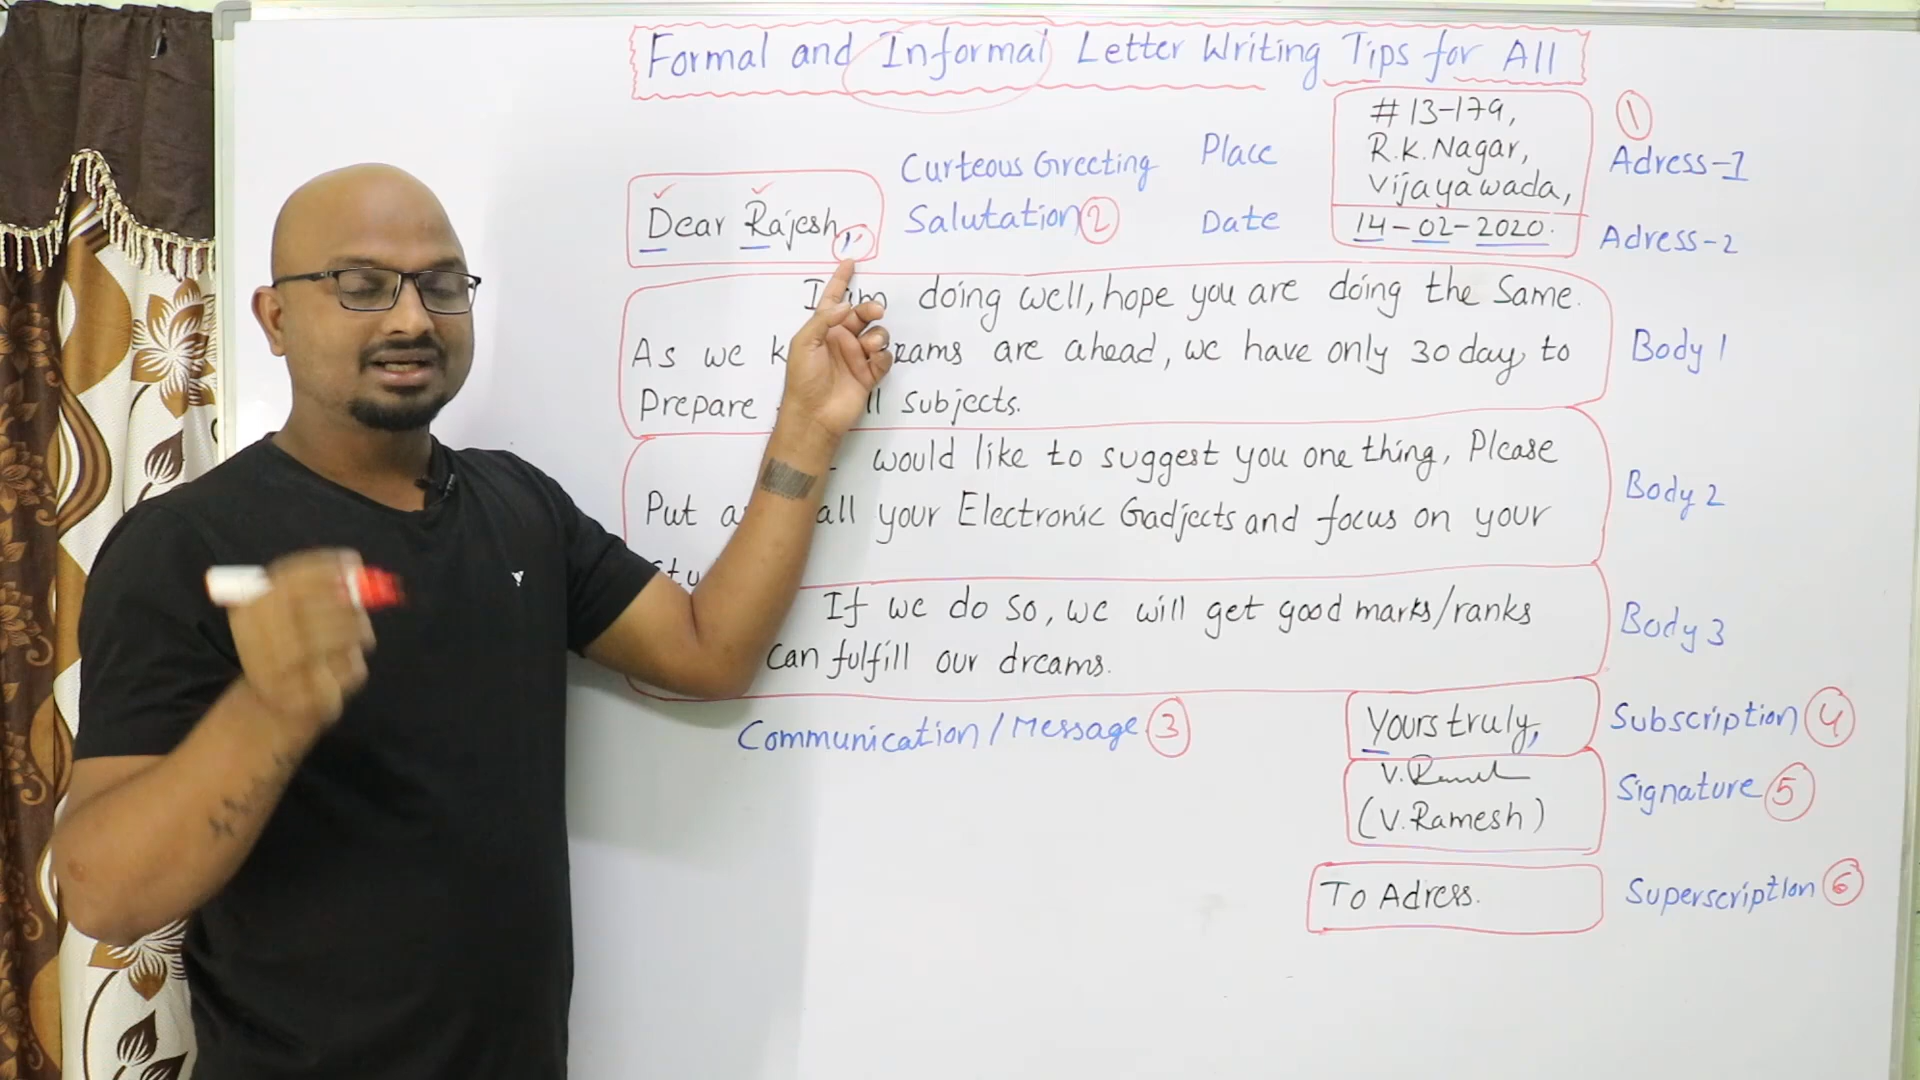 Formal and Informal Letter Writing Tips for All
# 13-179,
R.K. Nagar,
Vijayawada,
14-02-2020.
1
Adress-1
Adress-2
Place
Date
Curteous Greeting
Salutation 2
Dear Rajesh,
I am doing well, hope you are doing the Same.
As we are ahead, we have only 30 day to
Prepare Subjects.
Body 1
would like to suggest you one thing, Please
Put all your Electronic Gadjects and focus on your
Body 2
If we do so, we will get good marks/ranks
can fulfill our dreams.
Body 3
Communication / Message 3
Yours truly,
Subscription 4
(V. Ramesh)
Signature 5
To Adress.
Superscription 6